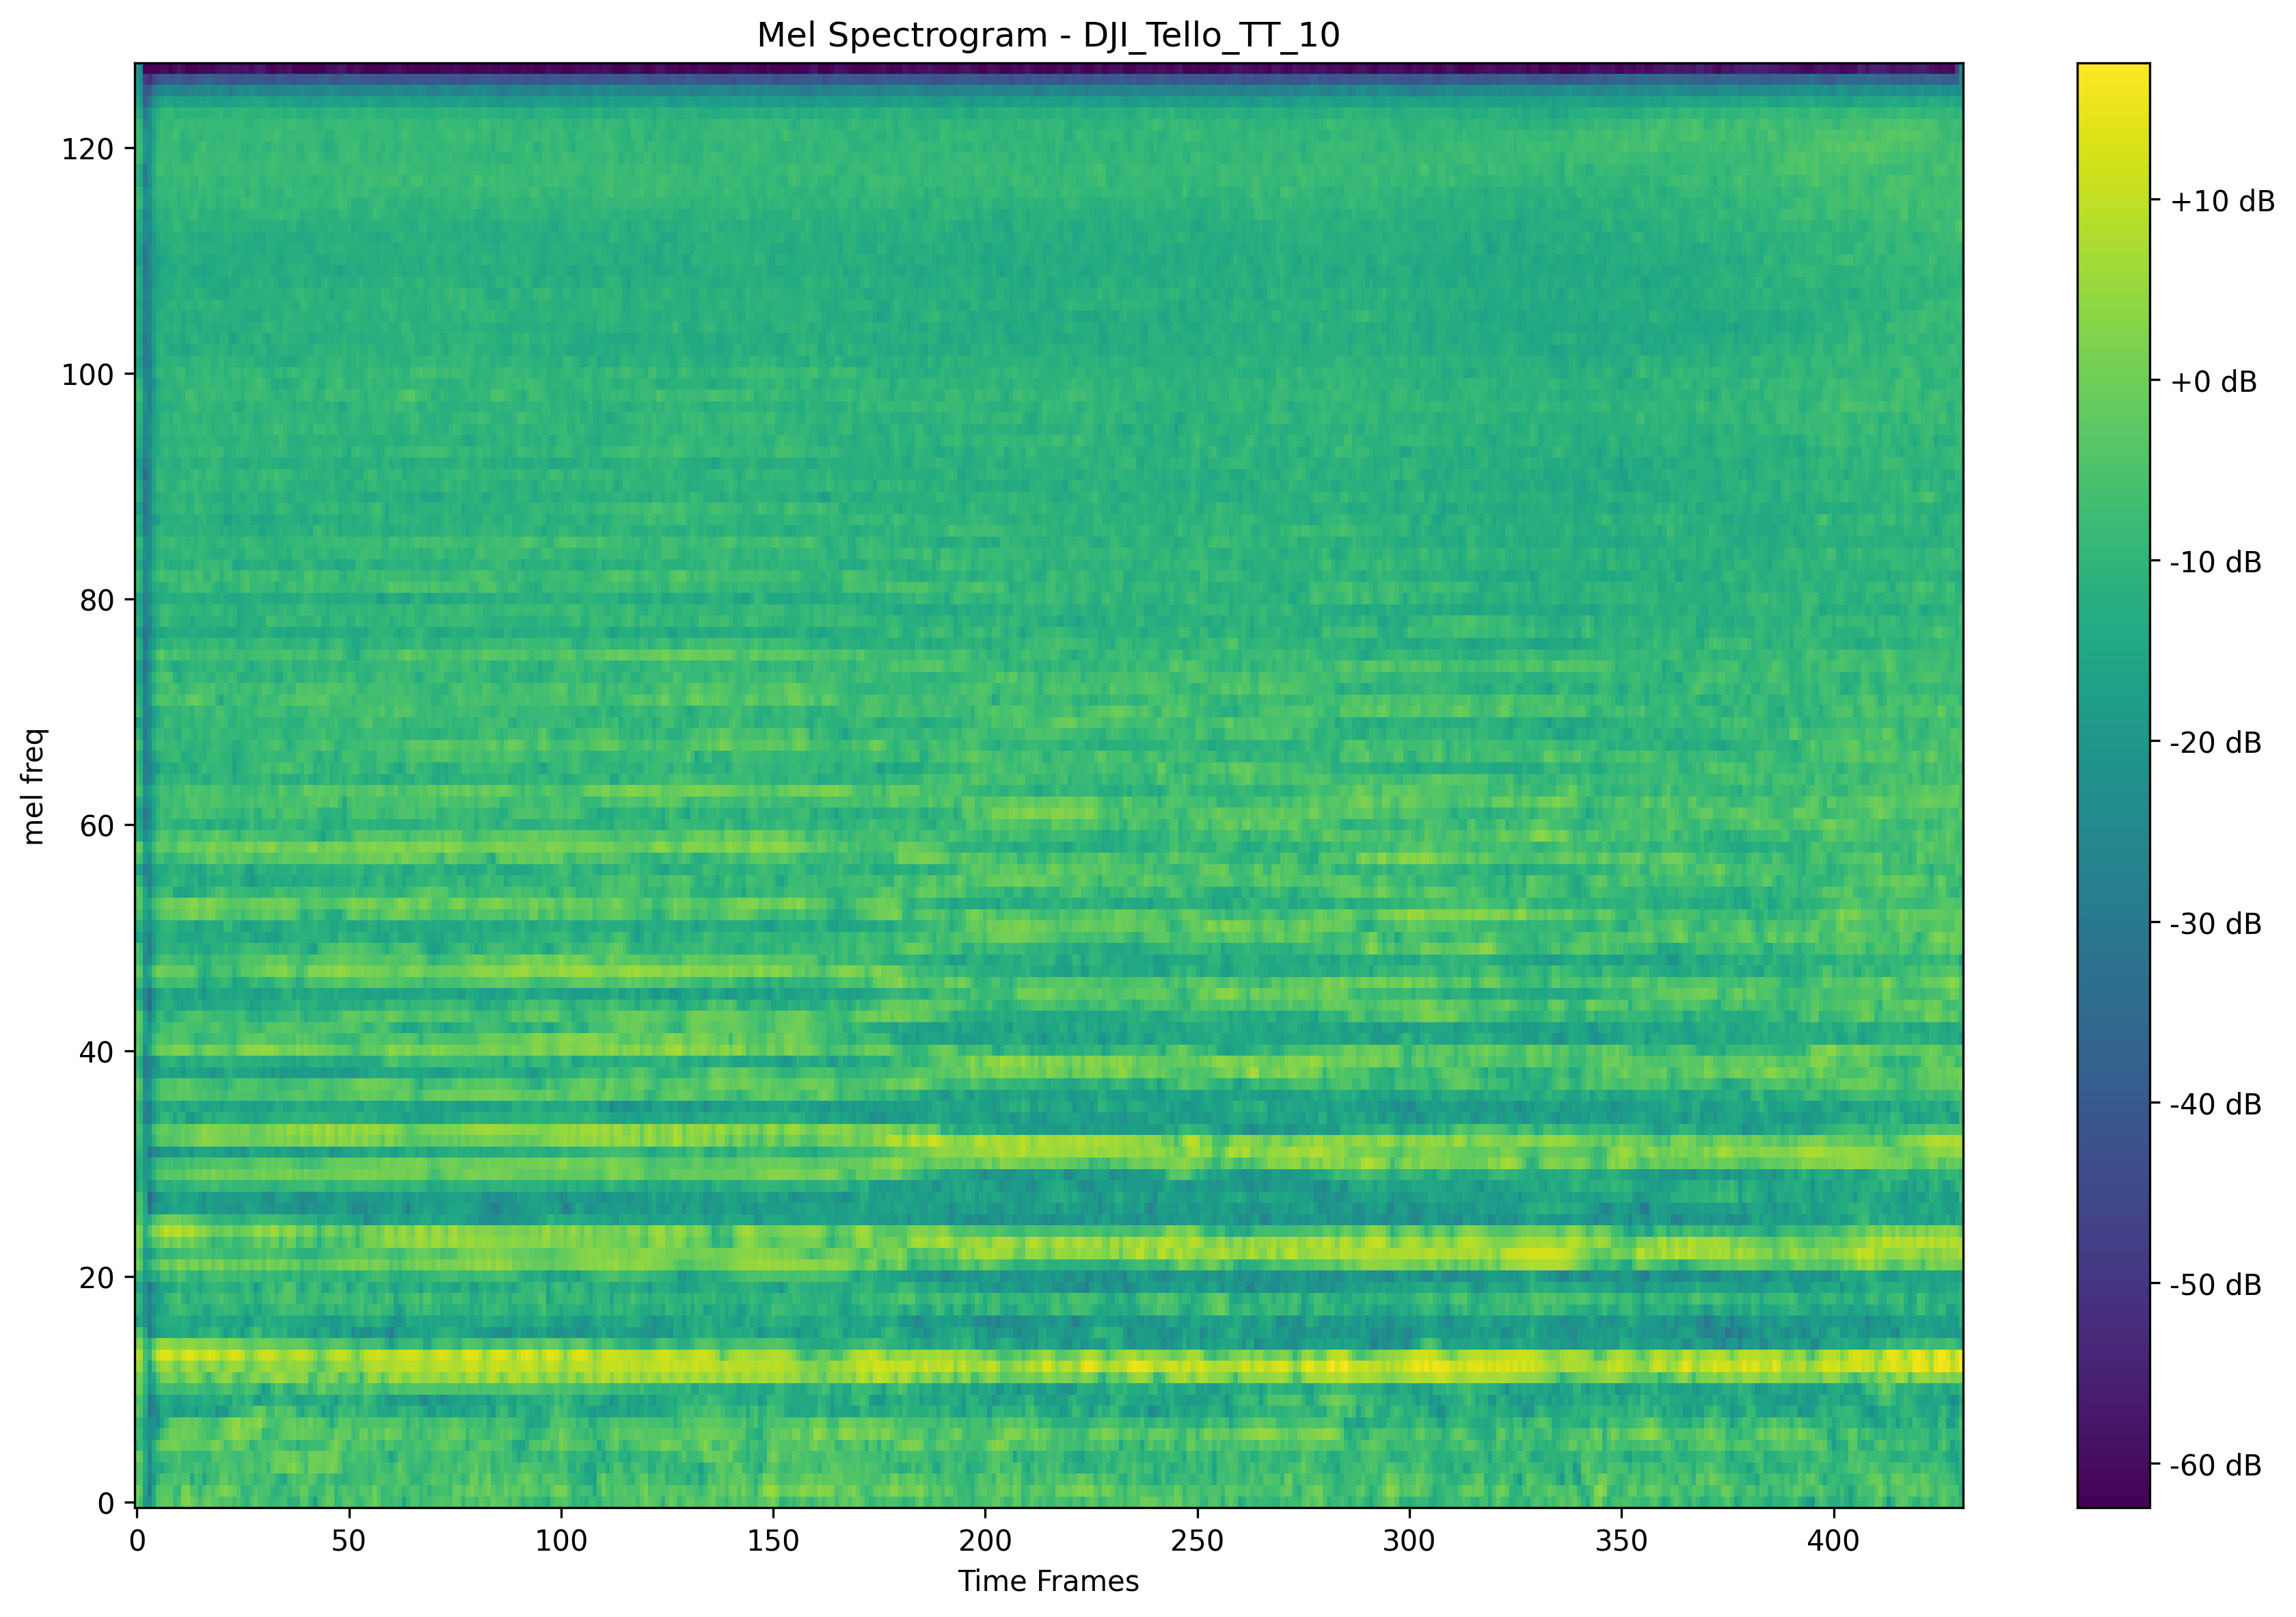 Mel Spectrogram - DJI_Tello_TT_10
120
100
80
60
40
20
0
mel freq
0 50 100 150 200 250 300 350 400
Time Frames
+10 dB
+0 dB
-10 dB
-20 dB
-30 dB
-40 dB
-50 dB
-60 dB